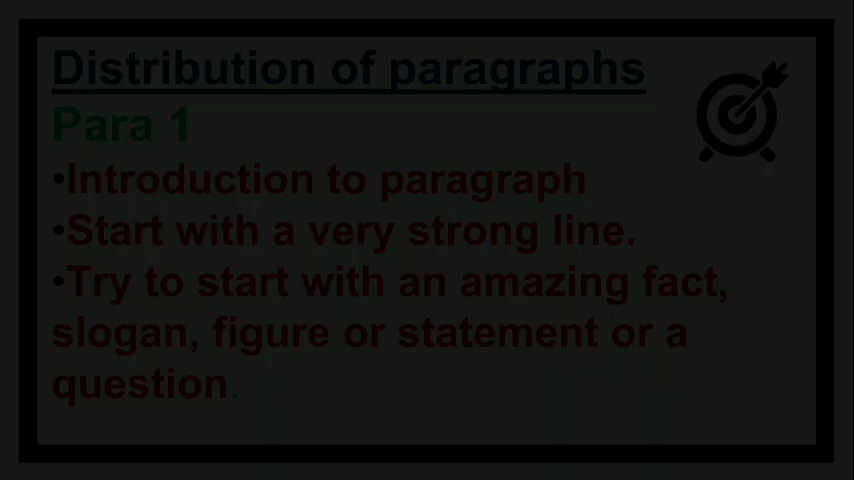 Distribution of paragraphs
Para 1
•Introduction to paragraph
•Start with a very strong line.
•Try to start with an amazing fact,
slogan, figure or statement or a
question.